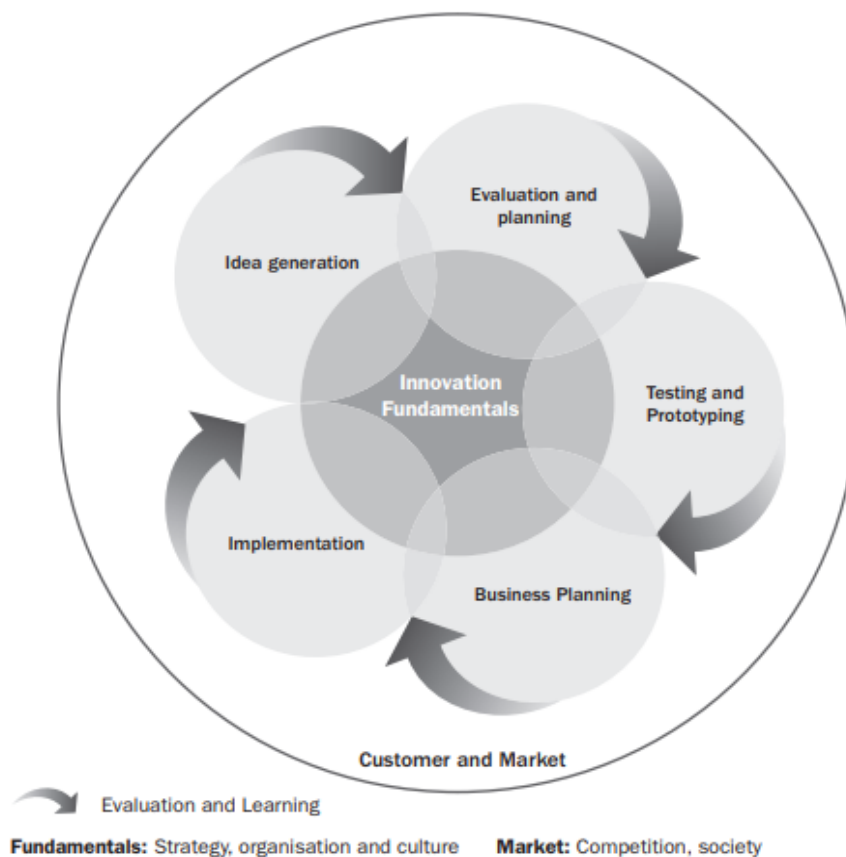 Evaluation and
planning
Idea generation
Innovation
Fundamentals
Testing and
Prototyping
Implementation
Business Planning
Customer and Market
Evaluation and Learning
Fundamentals: Strategy, organisation and culture Market: Competition, society